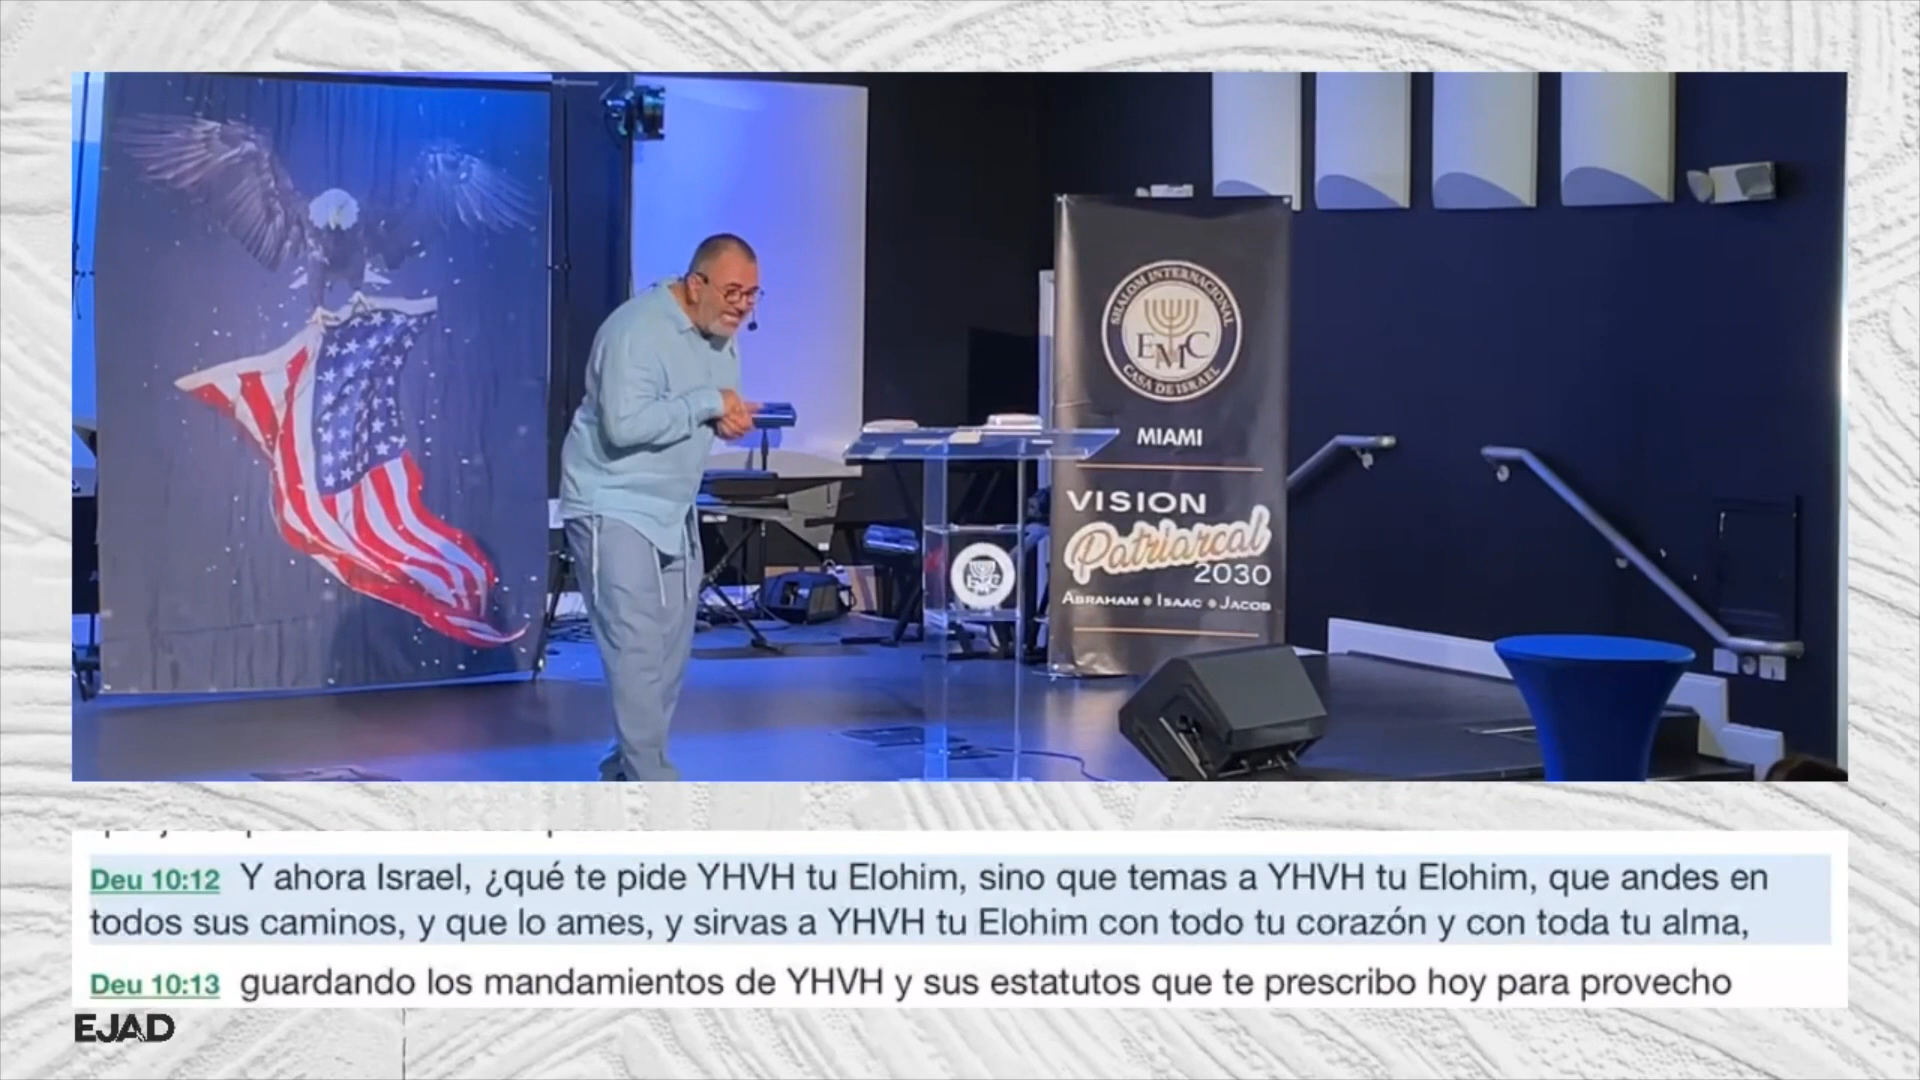 SHALOM INTERNACIONAL
EMC
CASA DE ISRAEL
MIAMI
VISION
Patriarcal
2030
ABRAHAM • ISAAC • JACOB
EMC
Deu 10:12 Y ahora Israel, ¿qué te pide YHVH tu Elohim, sino que temas a YHVH tu Elohim, que andes en
todos sus caminos, y que lo ames, y sirvas a YHVH tu Elohim con todo tu corazón y con toda tu alma,
Deu 10:13 guardando los mandamientos de YHVH y sus estatutos que te prescribo hoy para provecho
EJAD